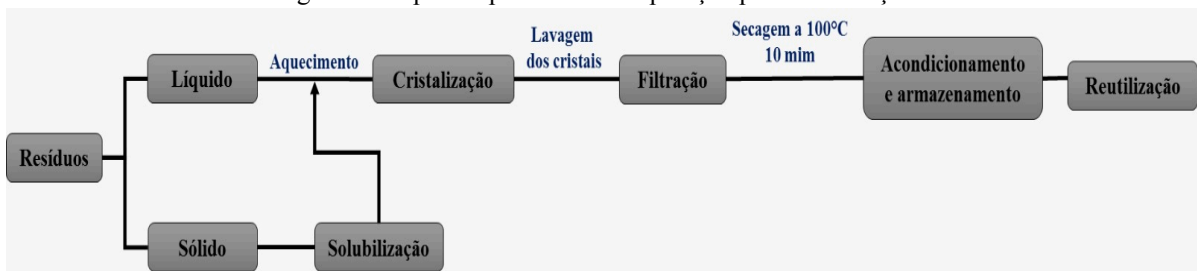 Lavagem
dos cristais
Secagem a 100°C
10 mim
Líquido
Aquecimento
Cristalização
Filtração
Acondicionamento
e armazenamento
Reutilização
Resíduos
Sólido
Solubilização